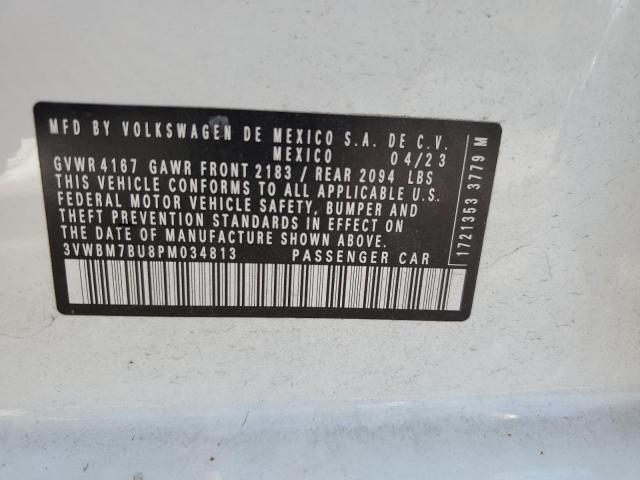 MFD BY VOLKSWAGEN DE MEXICO S.A. DE C.V.
MEXICO 04/23
GVWR 4167 GAWR FRONT 2183 / REAR 2094 LBS
THIS VEHICLE CONFORMS TO ALL APPLICABLE U.S.
FEDERAL MOTOR VEHICLE SAFETY, BUMPER AND
THEFT PREVENTION STANDARDS IN EFFECT ON
THE DATE OF MANUFACTURE SHOWN ABOVE.
3VWBM7BU8PM034813 PASSENGER CAR
1721353 3779 M